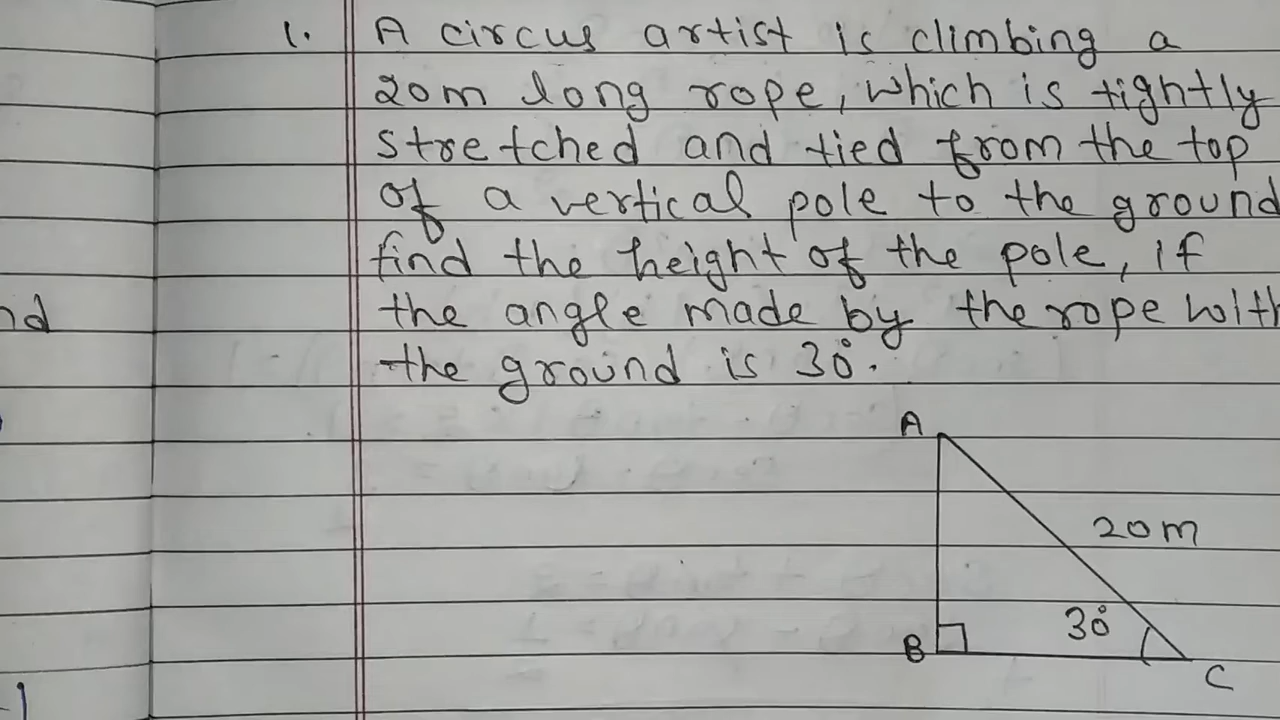 1. A circus artist is climbing a
20m long rope, which is tightly
stretched and tied from the top
of a vertical pole to the ground
find the height of the pole, if
the angle made by the rope with
the ground is 30°.
nd
A
20m
30°
B
C
-1